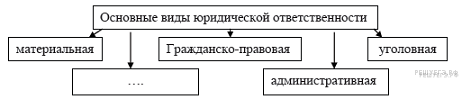 Основные виды юридической ответственности
материальная
Гражданско-правовая
уголовная
….
административная